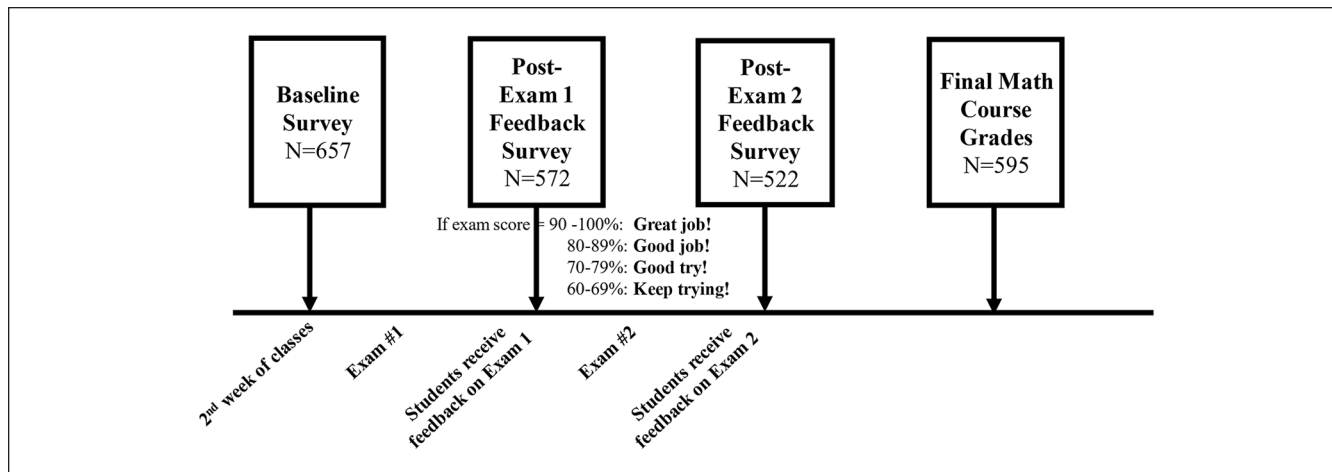 Baseline
Survey
N=657
Post-
Exam 1
Feedback
Survey
N=572
Post-
Exam 2
Feedback
Survey
N=522
Final Math
Course
Grades
N=595
If exam score = 90 -100%: Great job!
80-89%: Good job!
70-79%: Good try!
60-69%: Keep trying!
2nd week of classes
Exam #1
Students receive
feedback on Exam 1
Exam #2
Students receive
feedback on Exam 2